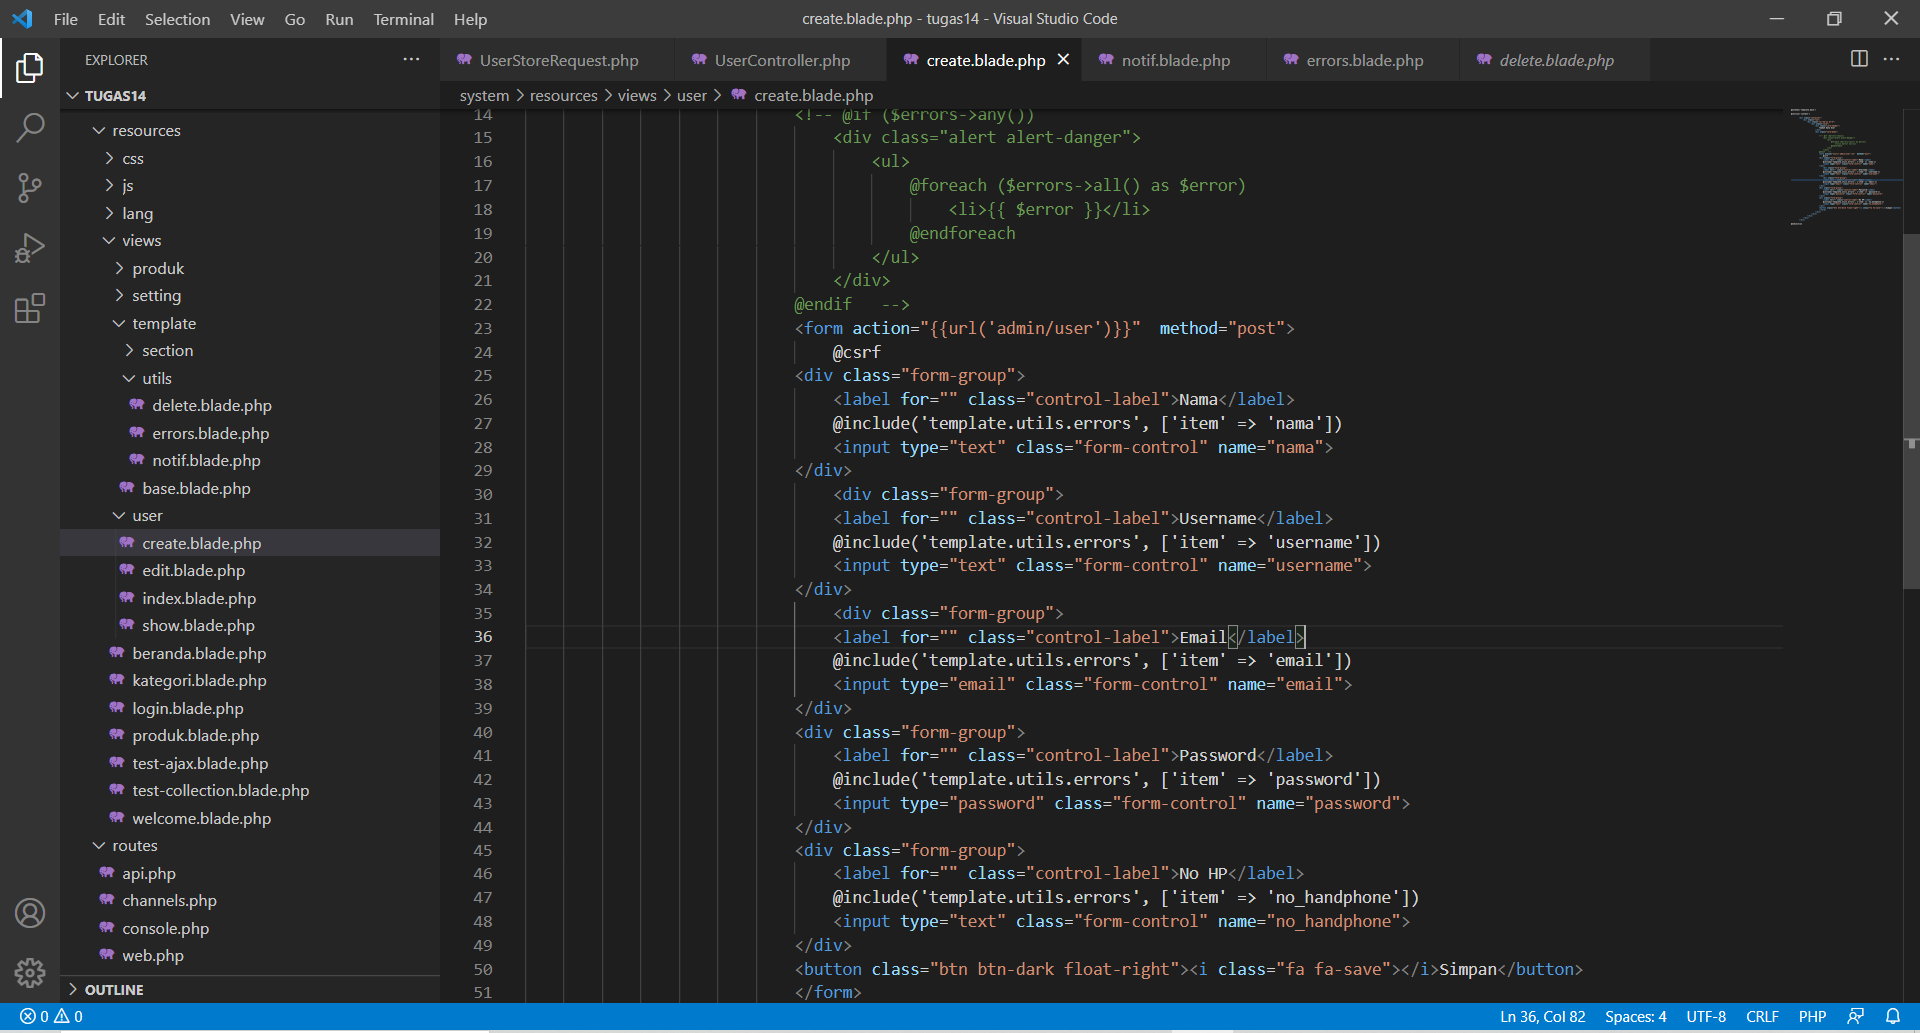 File Edit Selection View Go Run Terminal Help
create.blade.php - tugas14 - Visual Studio Code
EXPLORER
TUGAS14
resources
css
js
lang
views
produk
setting
template
section
utils
delete.blade.php
errors.blade.php
notif.blade.php
base.blade.php
user
create.blade.php
edit.blade.php
index.blade.php
show.blade.php
beranda.blade.php
kategori.blade.php
login.blade.php
produk.blade.php
test-ajax.blade.php
test-collection.blade.php
welcome.blade.php
routes
api.php
channels.php
console.php
web.php
OUTLINE
UserStoreRequest.php UserController.php create.blade.php notif.blade.php errors.blade.php delete.blade.php
system > resources > views > user > create.blade.php
14 <!-- @if ($errors->any())
15 <div class="alert alert-danger">
16 <ul>
17 @foreach ($errors->all() as $error)
18 <li>{{ $error }}</li>
19 @endforeach
20 </ul>
21 </div>
22 @endif -->
23 <form action="{{url('admin/user')}}" method="post">
24 @csrf
25 <div class="form-group">
26 <label for="" class="control-label">Nama</label>
27 @include('template.utils.errors', ['item' => 'nama'])
28 <input type="text" class="form-control" name="nama">
29 </div>
30 <div class="form-group">
31 <label for="" class="control-label">Username</label>
32 @include('template.utils.errors', ['item' => 'username'])
33 <input type="text" class="form-control" name="username">
34 </div>
35 <div class="form-group">
36 <label for="" class="control-label">Email</label>
37 @include('template.utils.errors', ['item' => 'email'])
38 <input type="email" class="form-control" name="email">
39 </div>
40 <div class="form-group">
41 <label for="" class="control-label">Password</label>
42 @include('template.utils.errors', ['item' => 'password'])
43 <input type="password" class="form-control" name="password">
44 </div>
45 <div class="form-group">
46 <label for="" class="control-label">No HP</label>
47 @include('template.utils.errors', ['item' => 'no_handphone'])
48 <input type="text" class="form-control" name="no_handphone">
49 </div>
50 <button class="btn btn-dark float-right"><i class="fa fa-save"></i>Simpan</button>
51 </form>
0 0
Ln 36, Col 82 Spaces: 4 UTF-8 CRLF PHP